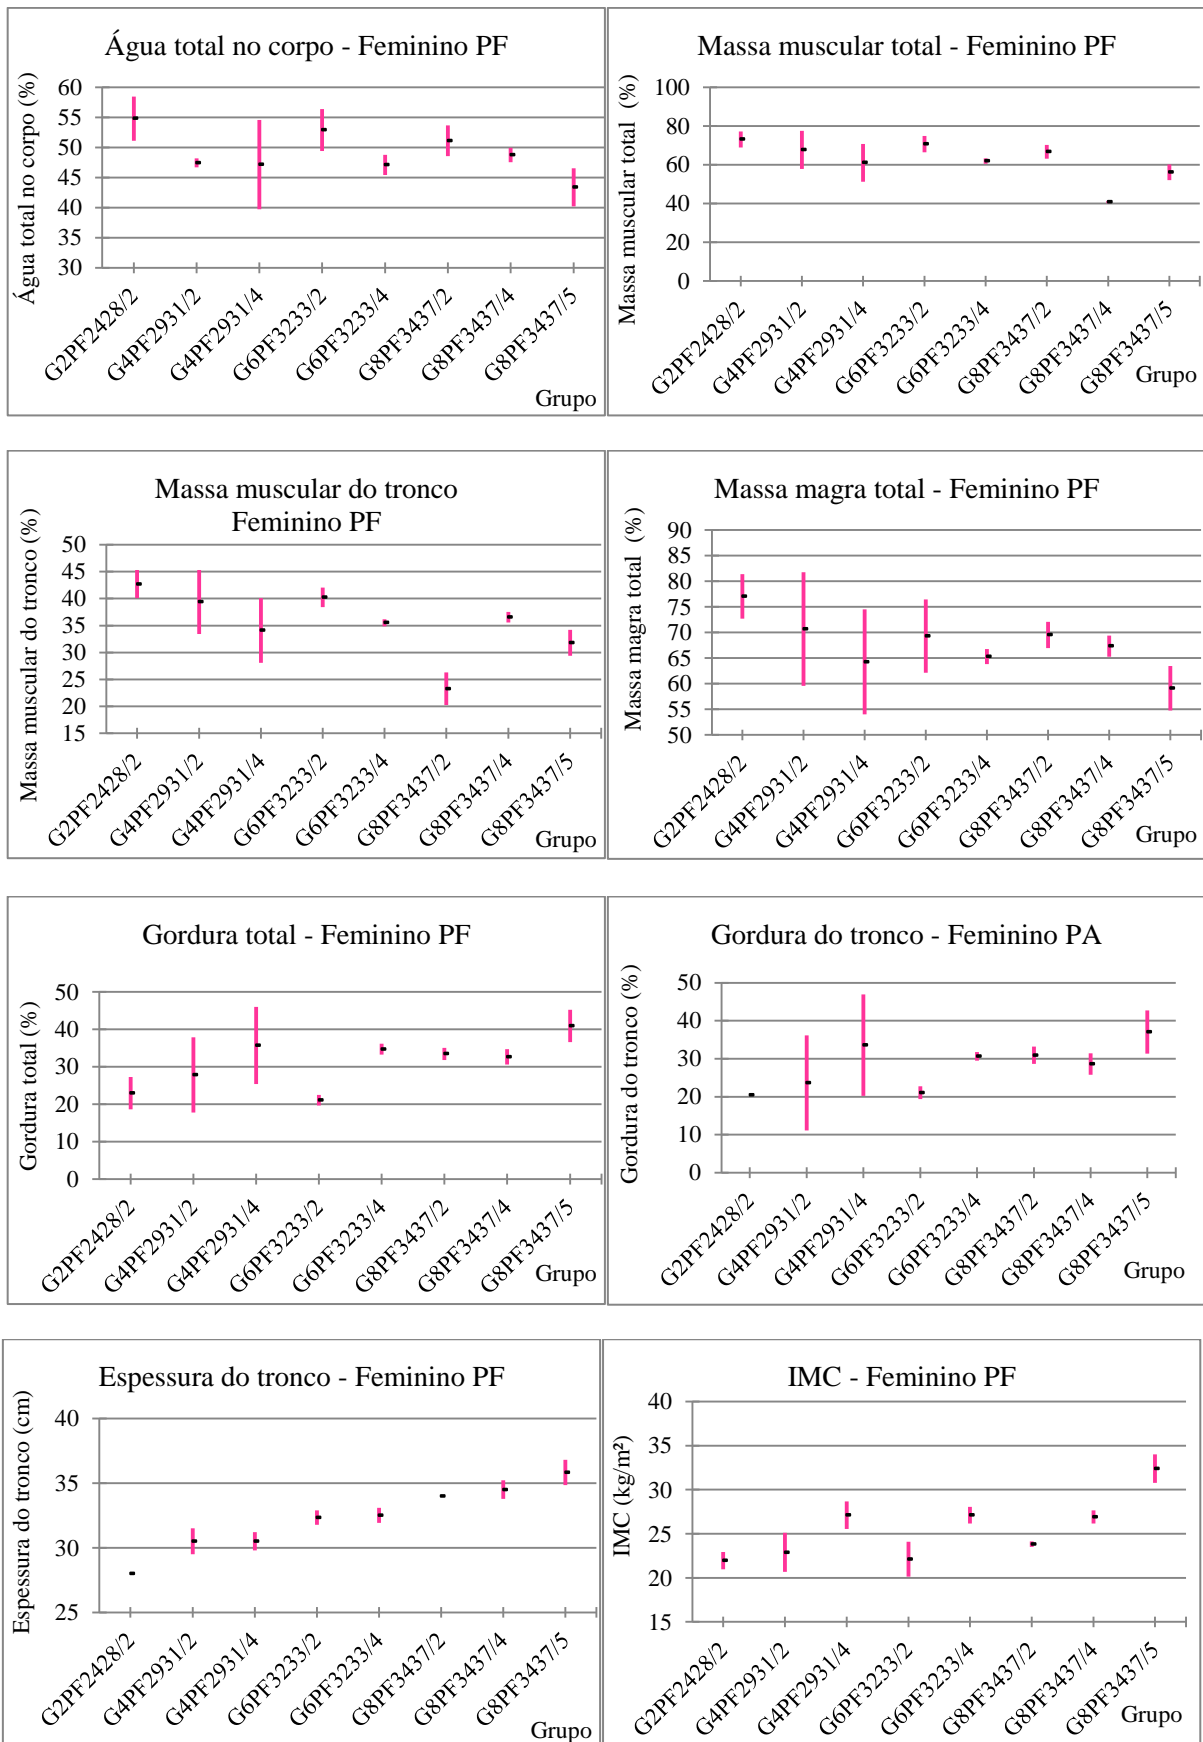 Água total no corpo - Feminino PF
Água total no corpo (%)
60
55
50
45
40
35
30
G2PF2428/2
G4PF2931/2
G4PF2931/4
G6PF3233/2
G6PF3233/4
G8PF3437/2
G8PF3437/4
G8PF3437/5
Grupo
Massa muscular total - Feminino PF
Massa muscular total (%)
100
80
60
40
20
0
G2PF2428/2
G4PF2931/2
G4PF2931/4
G6PF3233/2
G6PF3233/4
G8PF3437/2
G8PF3437/4
G8PF3437/5
Grupo
Massa muscular do tronco
Feminino PF
Massa muscular do tronco (%)
50
45
40
35
30
25
20
15
G2PF2428/2
G4PF2931/2
G4PF2931/4
G6PF3233/2
G6PF3233/4
G8PF3437/2
G8PF3437/4
G8PF3437/5
Grupo
Massa magra total - Feminino PF
Massa magra total (%)
90
85
80
75
70
65
60
55
50
G2PF2428/2
G4PF2931/2
G4PF2931/4
G6PF3233/2
G6PF3233/4
G8PF3437/2
G8PF3437/4
G8PF3437/5
Grupo
Gordura total - Feminino PF
Gordura total (%)
50
40
30
20
10
0
G2PF2428/2
G4PF2931/2
G4PF2931/4
G6PF3233/2
G6PF3233/4
G8PF3437/2
G8PF3437/4
G8PF3437/5
Grupo
Gordura do tronco - Feminino PA
Gordura do tronco (%)
50
40
30
20
10
0
G2PF2428/2
G4PF2931/2
G4PF2931/4
G6PF3233/2
G6PF3233/4
G8PF3437/2
G8PF3437/4
G8PF3437/5
Grupo
Espessura do tronco - Feminino PF
Espessura do tronco (cm)
40
35
30
25
G2PF2428/2
G4PF2931/2
G4PF2931/4
G6PF3233/2
G6PF3233/4
G8PF3437/2
G8PF3437/4
G8PF3437/5
Grupo
IMC - Feminino PF
IMC (kg/m²)
40
35
30
25
20
15
G2PF2428/2
G4PF2931/2
G4PF2931/4
G6PF3233/2
G6PF3233/4
G8PF3437/2
G8PF3437/4
G8PF3437/5
Grupo